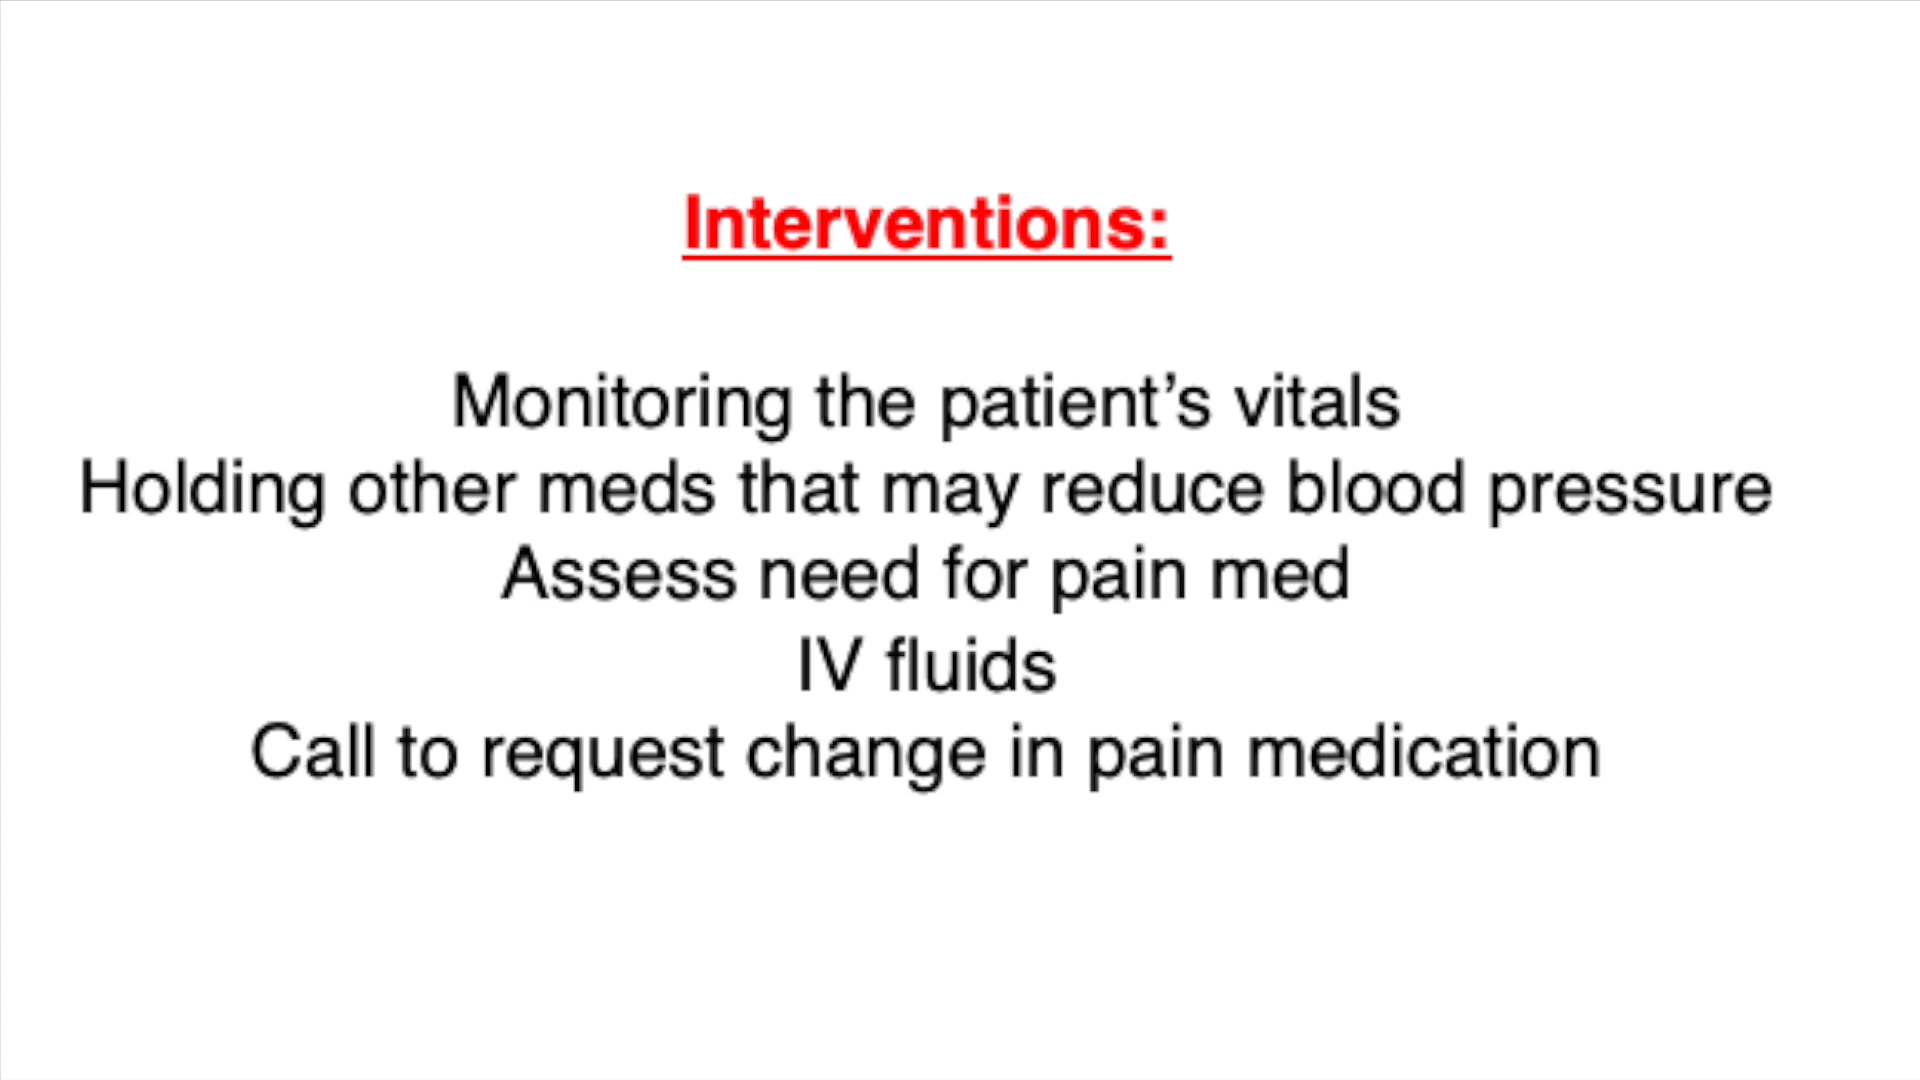 Interventions:
Monitoring the patient’s vitals
Holding other meds that may reduce blood pressure
Assess need for pain med
IV fluids
Call to request change in pain medication